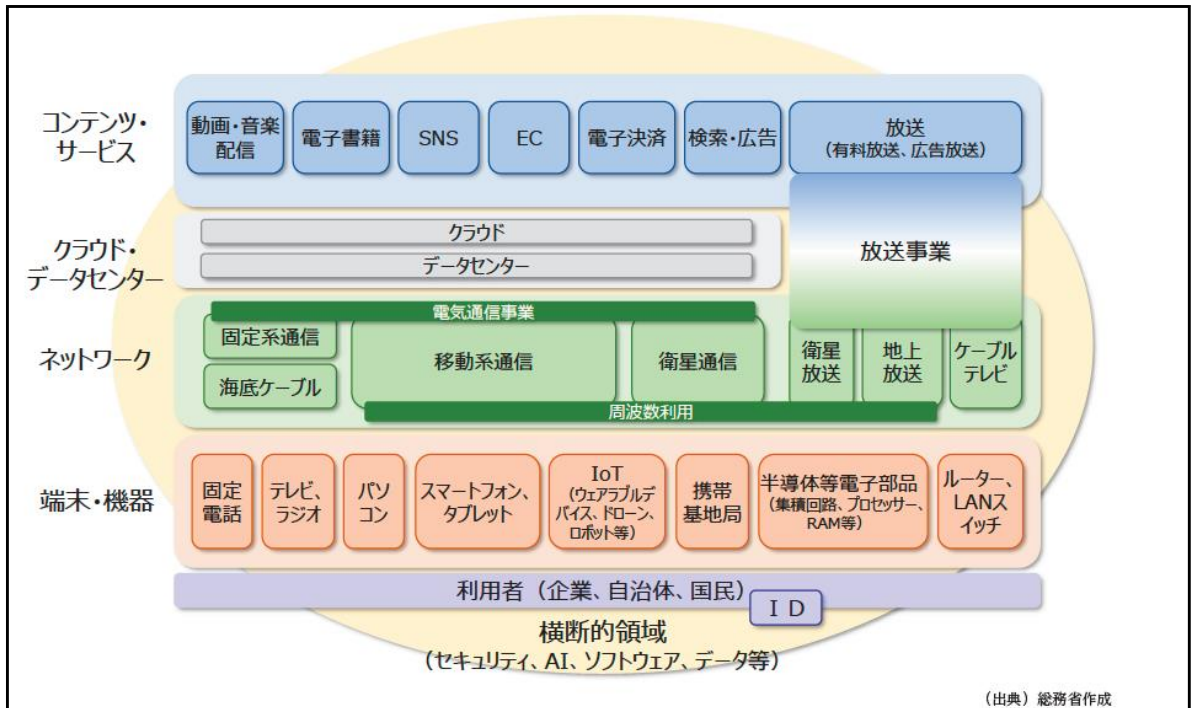 コンテンツ・
サービス
動画・音楽
配信
電子書籍
SNS
EC
電子決済
検索・広告
放送
（有料放送、広告放送）
クラウド・
データセンター
クラウド
データセンター
放送事業
ネットワーク
電気通信事業
固定系通信
海底ケーブル
移動系通信
衛星通信
衛星
放送
地上
放送
ケーブル
テレビ
周波数利用
端末・機器
固定
電話
テレビ、
ラジオ
パソ
コン
スマートフォン、
タブレット
IoT
（ウェアラブルデ
バイス、ドローン、
ロボット等）
携帯
基地局
半導体等電子部品
（集積回路、プロセッサー、
RAM等）
ルーター、
LANス
イッチ
利用者（企業、自治体、国民）
ＩＤ
横断的領域
（セキュリティ、AI、ソフトウェア、データ等）
（出典）総務省作成